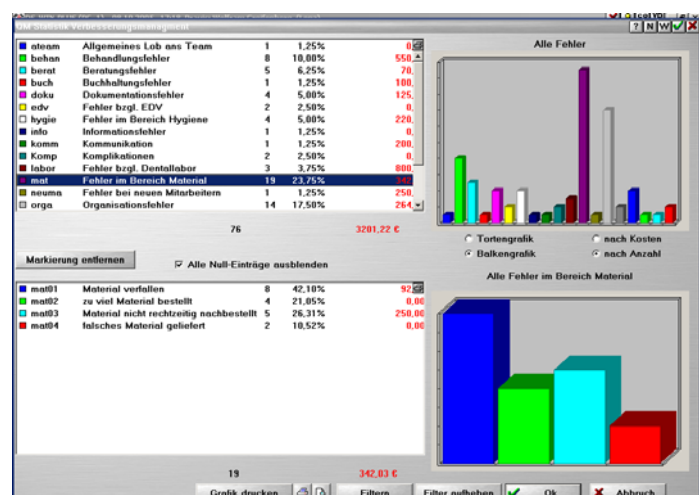 QM Statistik Verbesserungsmanagment
? N W
ateam Allgemeines Lob ans Team 1 1,25% 0,
behan Behandlungsfehler 8 10,00% 550,
berat Beratungsfehler 5 6,25% 70,
buch Buchhaltungsfehler 1 1,25% 100,
doku Dokumentationsfehler 4 5,00% 125,
edv Fehler bzgl. EDV 2 2,50% 0,
hygie Fehler im Bereich Hygiene 4 5,00% 220,
info Informationsfehler 1 1,25% 0,
komm Kommunikation 1 1,25% 200,
Komp Komplikationen 2 2,50% 0,
labor Fehler bzgl. Dentallabor 3 3,75% 800,
mat Fehler im Bereich Material 19 23,75% 342,
neuma Fehler bei neuen Mitarbeitern 1 1,25% 250,
orga Organisationsfehler 14 17,50% 264,
76 3201,22 €
Markierung entfernen
Alle Null-Einträge ausblenden
Alle Fehler
Tortengrafik nach Kosten
Balkengrafik nach Anzahl
mat01 Material verfallen 8 42,10% 92,
mat02 zu viel Material bestellt 4 21,05% 0,00
mat03 Material nicht rechtzeitig nachbestellt 5 26,31% 250,00
mat04 falsches Material geliefert 2 10,52% 0,00
19 342,03 €
Alle Fehler im Bereich Material
Grafik drucken Filtern Filter aufheben Ok Abbruch